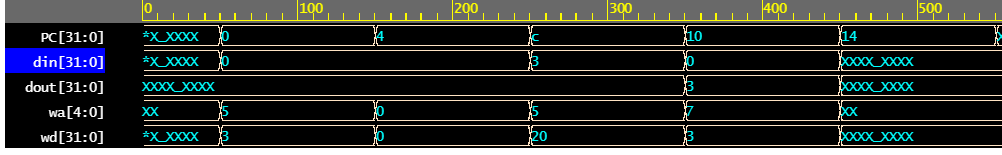 0 100 200 300 400 500
PC[31:0] *X_XXXX 0 4 c 10 14
din[31:0] *X_XXXX 0 3 0 XXXX_XXXX
dout[31:0] XXXX_XXXX 3 XXXX_XXXX
wa[4:0] XX 5 0 5 7 XX
wd[31:0] *X_XXXX 3 0 20 3 XXXX_XXXX